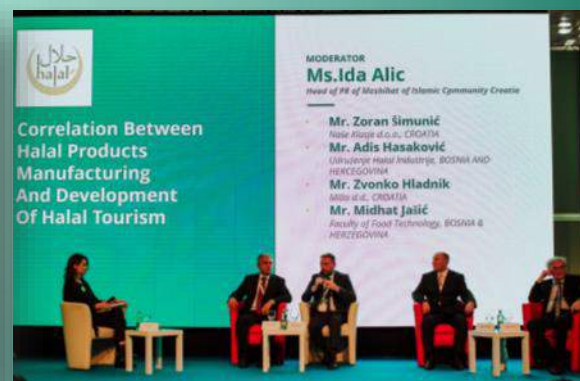 حلال
halal
Correlation Between
Halal Products
Manufacturing
And Development
Of Halal Tourism
MODERATOR
Ms.Ida Alic
Head of PR of Meshihat of Islamic Cpmmunity Croatia
Mr. Zoran Šimunić
Naše Klasje d.o.o., CROATIA
Mr. Adis Hasaković
Udruženje Halal Industrije, BOSNIA AND
HERCEGOVINA
Mr. Zvonko Hladnik
d.d., CROATIA
Mr. Midhat Jašić
Faculty of Food Technology, BOSNIA &
HERZEGOVINA